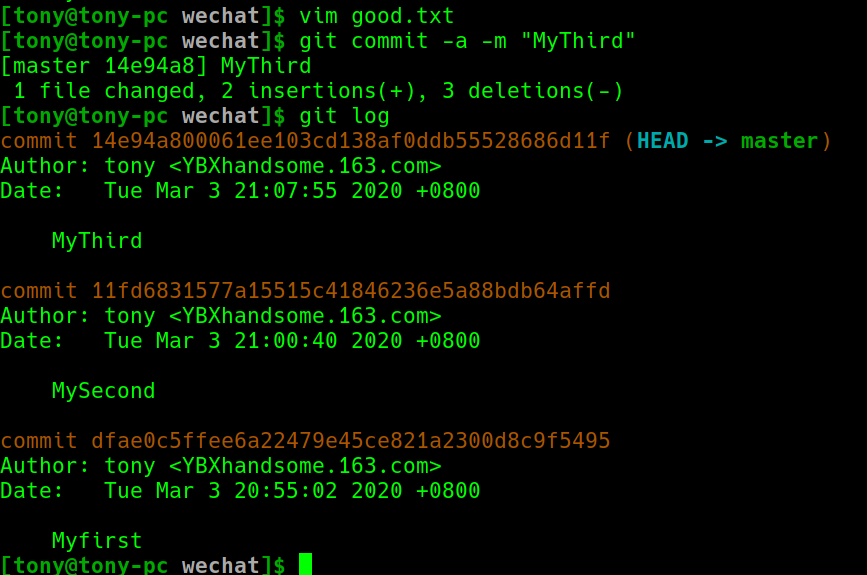 [tony@tony-pc wechat]$ vim good.txt
[tony@tony-pc wechat]$ git commit -a -m "MyThird"
[master 14e94a8] MyThird
 1 file changed, 2 insertions(+), 3 deletions(-)
[tony@tony-pc wechat]$ git log
commit 14e94a800061ee103cd138af0ddb55528686d11f (HEAD -> master)
Author: tony <YBXhandsome.163.com>
Date:   Tue Mar 3 21:07:55 2020 +0800
    MyThird
commit 11fd6831577a15515c41846236e5a88bdb64affd
Author: tony <YBXhandsome.163.com>
Date:   Tue Mar 3 21:00:40 2020 +0800
    MySecond
commit dfae0c5ffee6a22479e45ce821a2300d8c9f5495
Author: tony <YBXhandsome.163.com>
Date:   Tue Mar 3 20:55:02 2020 +0800
    Myfirst
[tony@tony-pc wechat]$